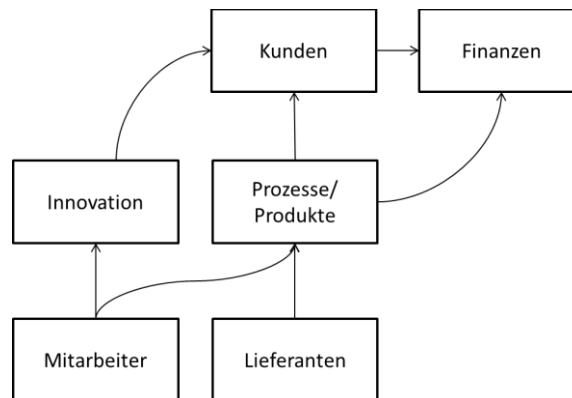 Kunden
Finanzen
Innovation
Prozesse/
Produkte
Mitarbeiter
Lieferanten